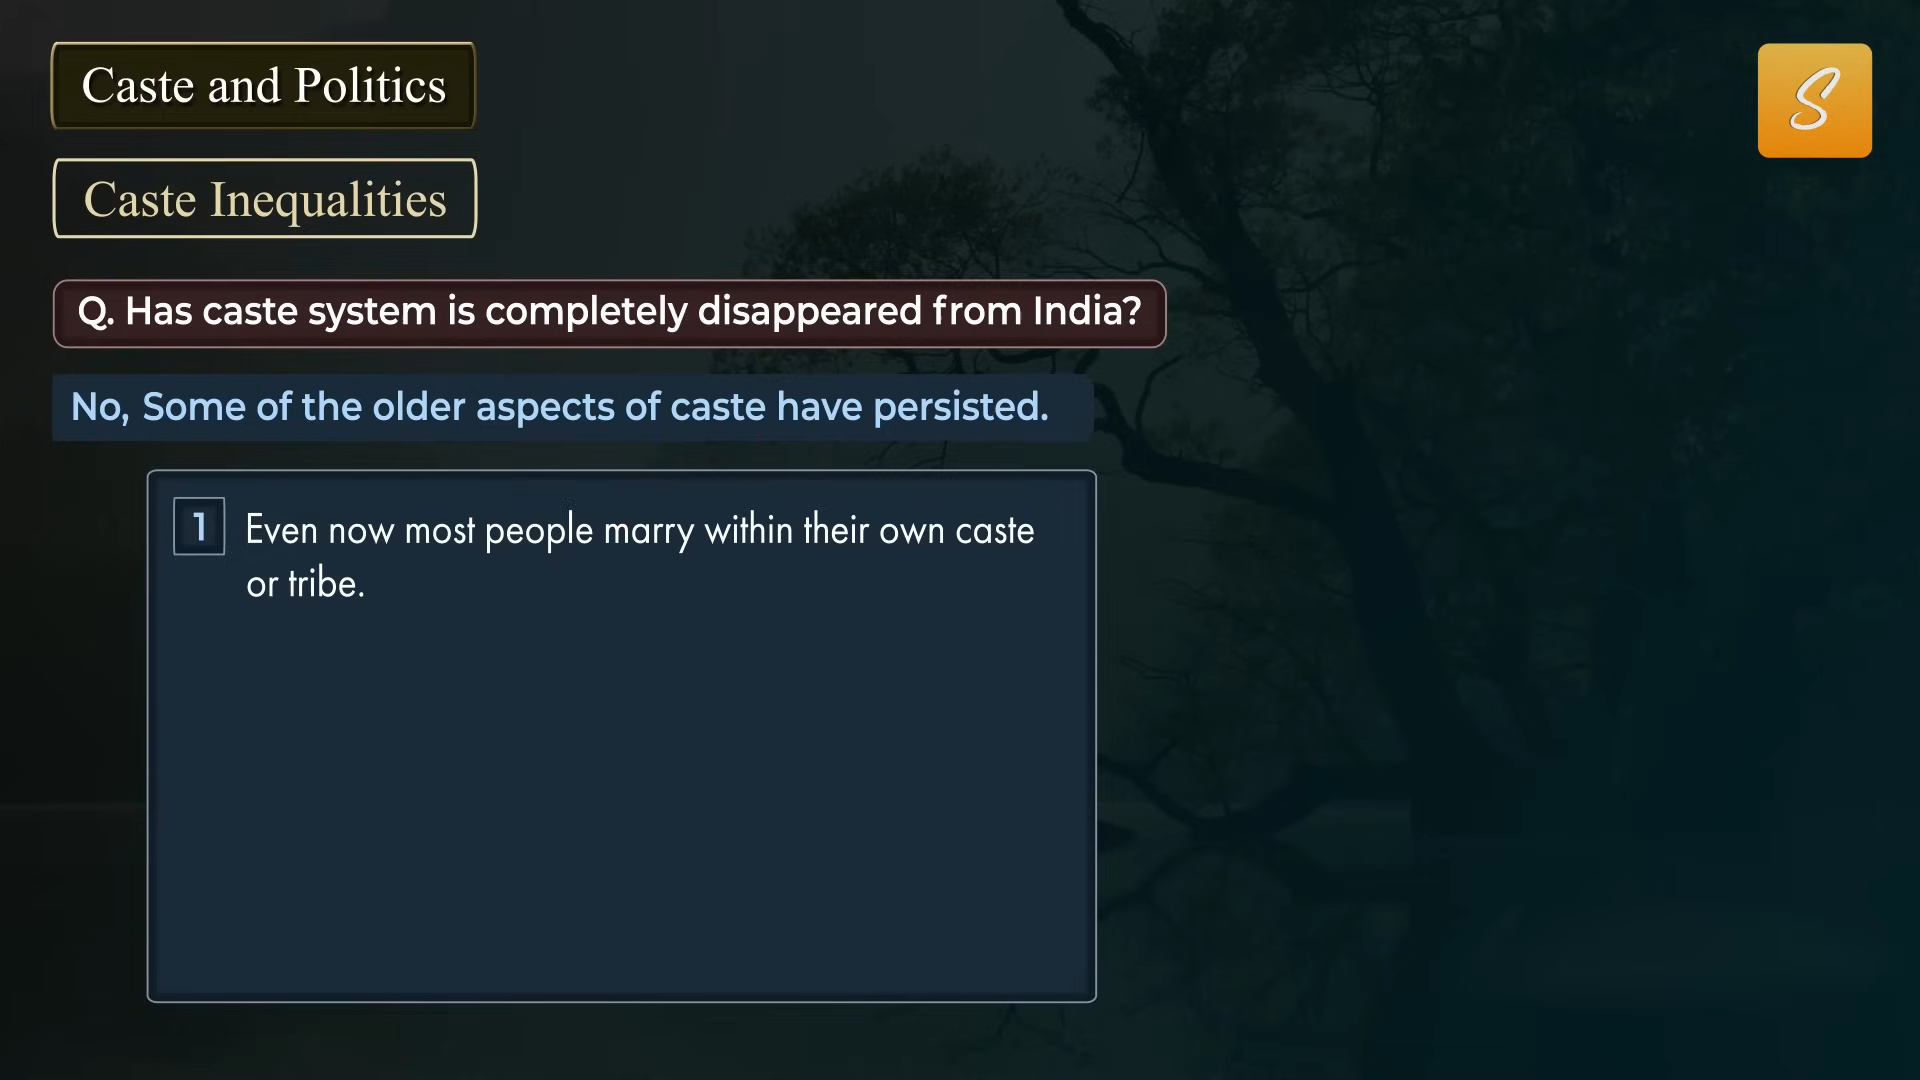 Caste and Politics
S
Caste Inequalities
Q. Has caste system is completely disappeared from India?
No, Some of the older aspects of caste have persisted.
1 Even now most people marry within their own caste
or tribe.